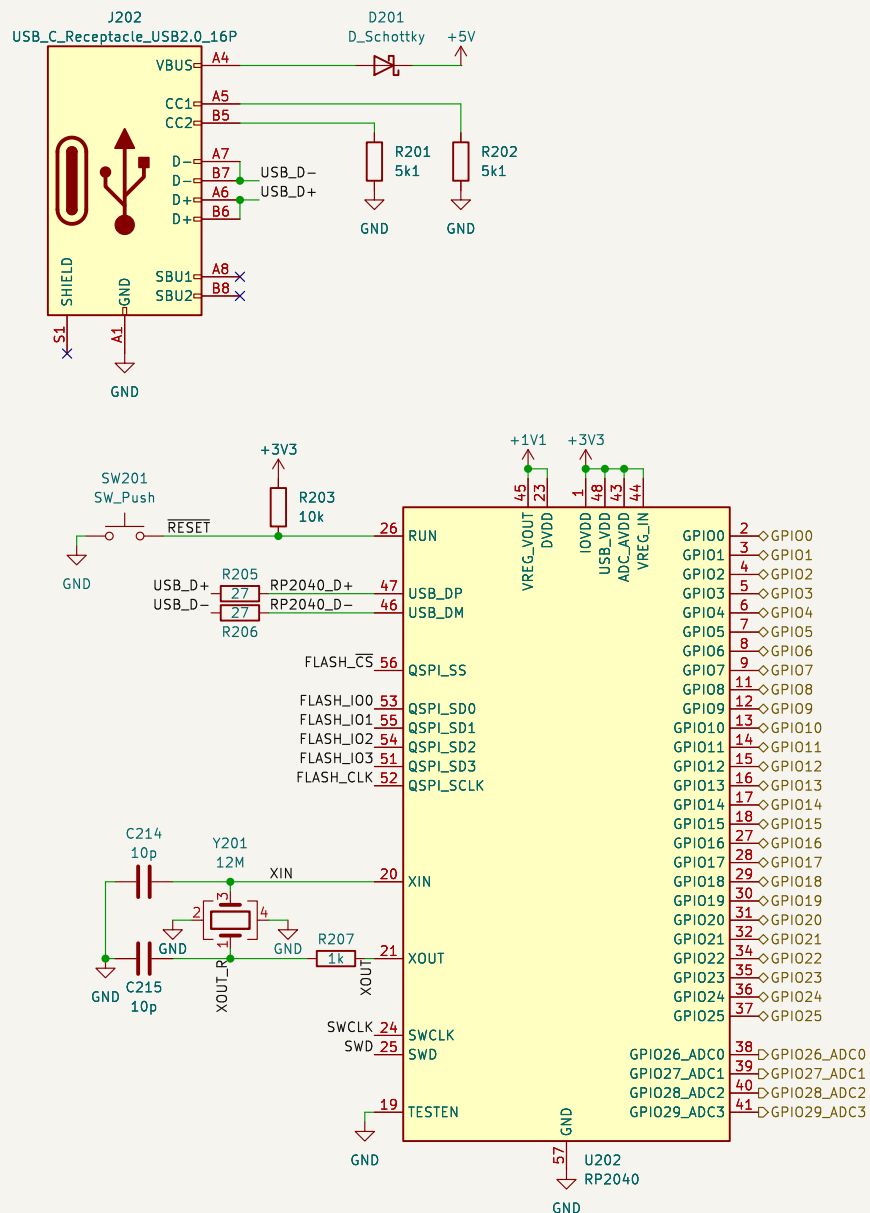 J202
USB_C_Receptacle_USB2.0_16P
D201
D_Schottky
+5V
VBUS A4
CC1 A5
CC2 B5
D- A7
D- B7
D+ A6
D+ B6
USB_D-
USB_D+
R201
5k1
R202
5k1
GND
GND
SBU1 A8
SBU2 B8
SHIELD
GND
S1
A1
GND
+1V1
+3V3
+3V3
SW201
SW_Push
RESET
R203
10k
GND
45
23
1
48
43
44
VREG_VOUT
DVDD
IOVDD
USB_VDD
ADC_AVDD
VREG_IN
26 RUN
USB_D+
R205
27
RP2040_D+
47 USB_DP
USB_D-
27
R206
RP2040_D-
46 USB_DM
FLASH_CS 56 QSPI_SS
FLASH_IO0 53 QSPI_SD0
FLASH_IO1 55 QSPI_SD1
FLASH_IO2 54 QSPI_SD2
FLASH_IO3 51 QSPI_SD3
FLASH_CLK 52 QSPI_SCLK
C214
10p
Y201
12M
XIN
20 XIN
3
2
4
1
GND
GND
R207
1k
21 XOUT
XOUT
XOUT_R
GND
C215
10p
SWCLK 24 SWCLK
SWD 25 SWD
19 TESTEN
GND
GPIO0 2 GPIO0
GPIO1 3 GPIO1
GPIO2 4 GPIO2
GPIO3 5 GPIO3
GPIO4 6 GPIO4
GPIO5 7 GPIO5
GPIO6 8 GPIO6
GPIO7 9 GPIO7
GPIO8 11 GPIO8
GPIO9 12 GPIO9
GPIO10 13 GPIO10
GPIO11 14 GPIO11
GPIO12 15 GPIO12
GPIO13 16 GPIO13
GPIO14 17 GPIO14
GPIO15 18 GPIO15
GPIO16 27 GPIO16
GPIO17 28 GPIO17
GPIO18 29 GPIO18
GPIO19 30 GPIO19
GPIO20 31 GPIO20
GPIO21 32 GPIO21
GPIO22 34 GPIO22
GPIO23 35 GPIO23
GPIO24 36 GPIO24
GPIO25 37 GPIO25
GPIO26_ADC0 38 GPIO26_ADC0
GPIO27_ADC1 39 GPIO27_ADC1
GPIO28_ADC2 40 GPIO28_ADC2
GPIO29_ADC3 41 GPIO29_ADC3
GND
57
U202
RP2040
GND